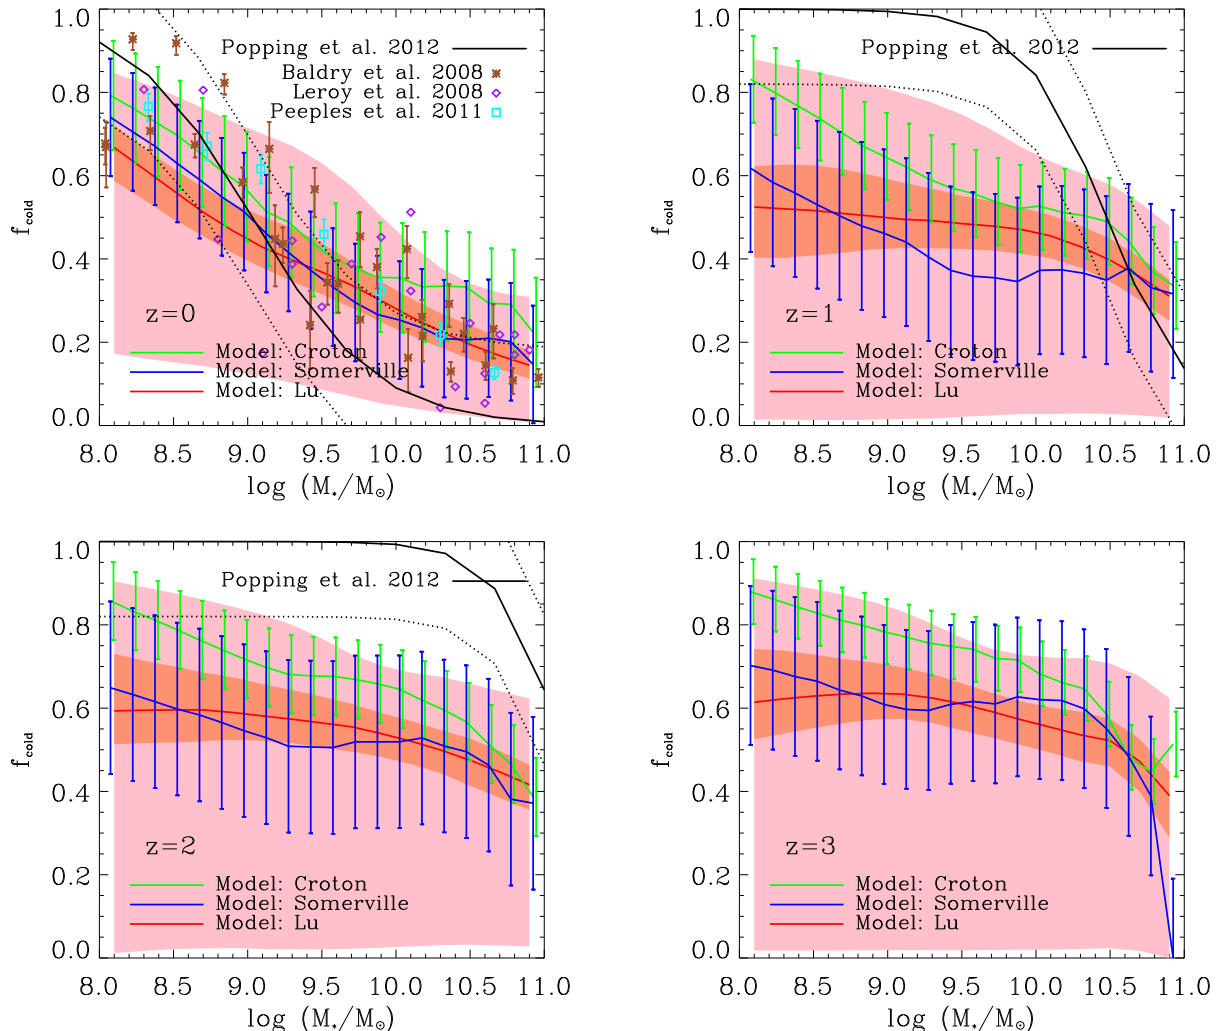 1.0
0.8
0.6
0.4
0.2
0.0
f_cold
Popping et al. 2012
Baldry et al. 2008
Leroy et al. 2008
Peeples et al. 2011
z=0
Model: Croton
Model: Somerville
Model: Lu
8.0 8.5 9.0 9.5 10.0 10.5 11.0
log (M_*/M_☉)
1.0
0.8
0.6
0.4
0.2
0.0
f_cold
Popping et al. 2012
z=1
Model: Croton
Model: Somerville
Model: Lu
8.0 8.5 9.0 9.5 10.0 10.5 11.0
log (M_*/M_☉)
1.0
0.8
0.6
0.4
0.2
0.0
f_cold
Popping et al. 2012
z=2
Model: Croton
Model: Somerville
Model: Lu
8.0 8.5 9.0 9.5 10.0 10.5 11.0
log (M_*/M_☉)
1.0
0.8
0.6
0.4
0.2
0.0
f_cold
z=3
Model: Croton
Model: Somerville
Model: Lu
8.0 8.5 9.0 9.5 10.0 10.5 11.0
log (M_*/M_☉)